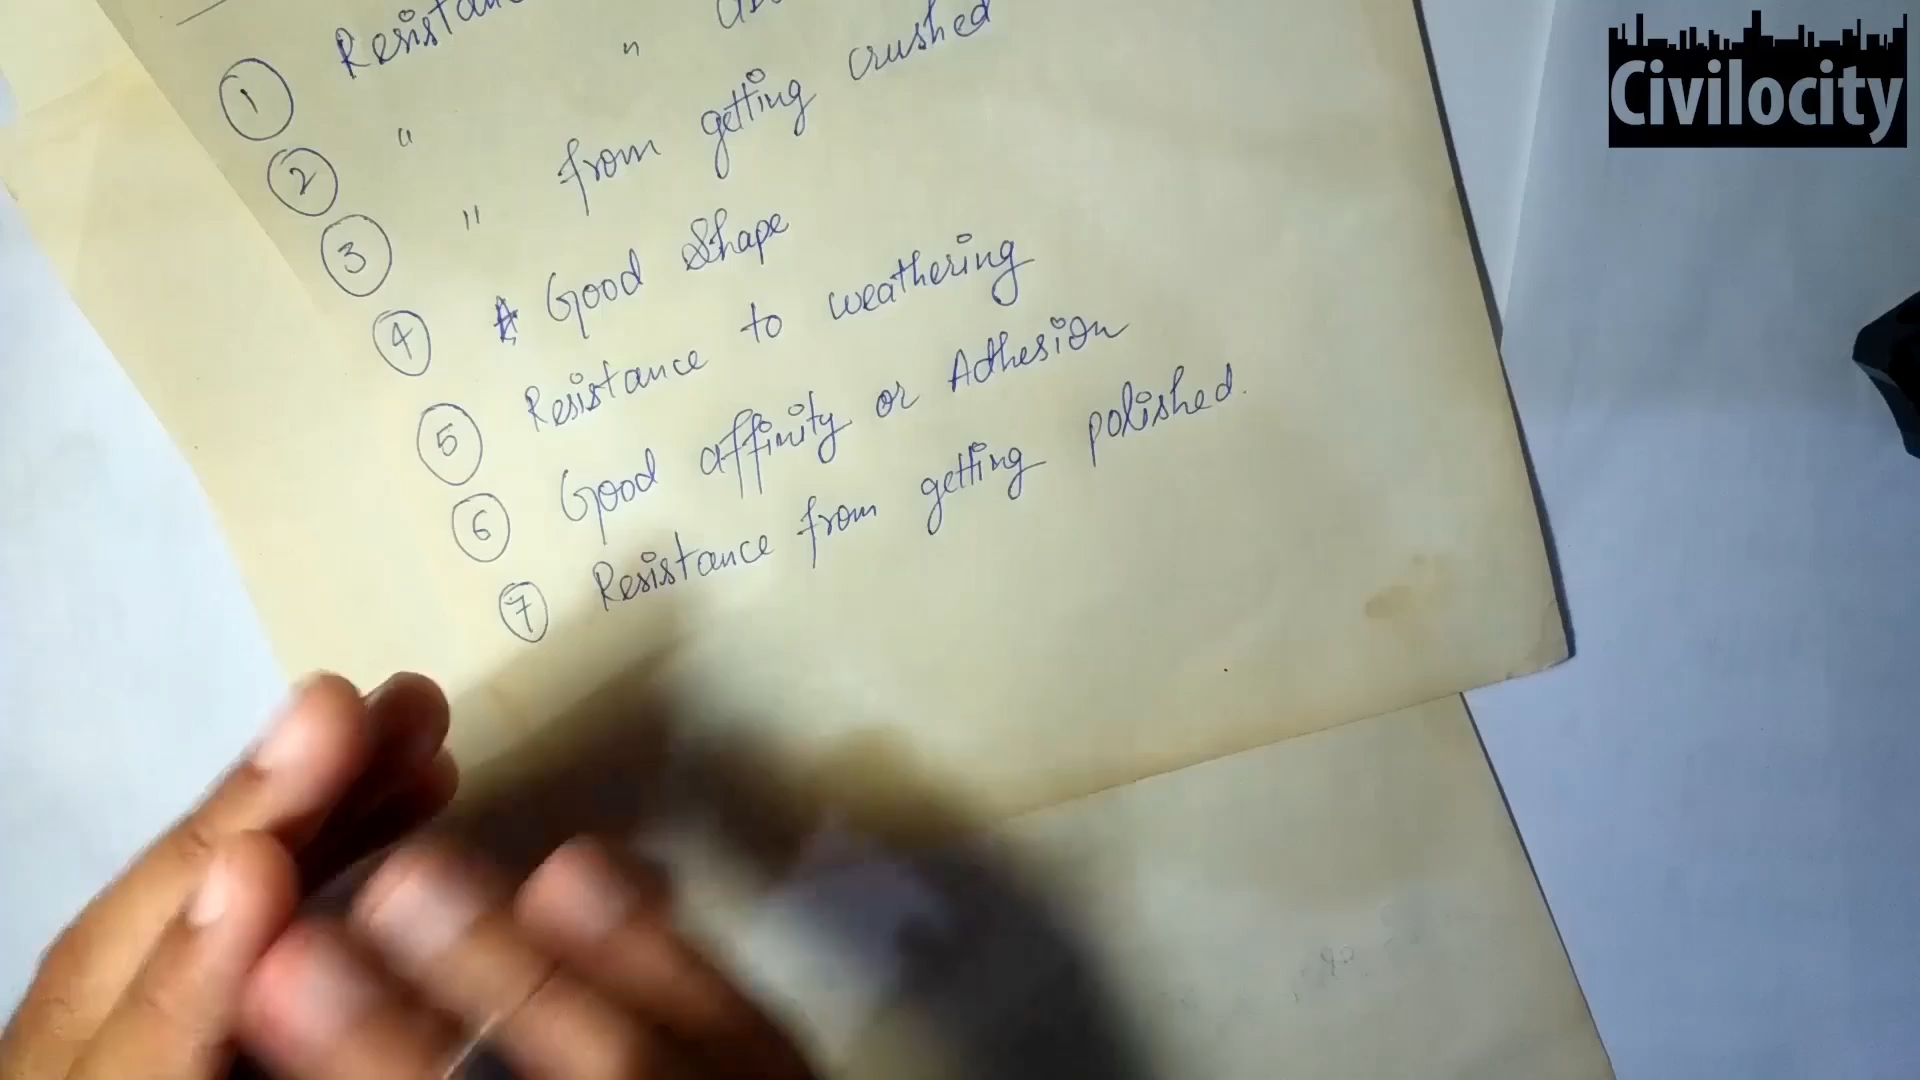 ① Resistance
② " "
③ " from getting crushed
④ Good Shape
⑤ Resistance to weathering
⑥ Good affinity or Adhesion
⑦ Resistance from getting polished.
Civilocity